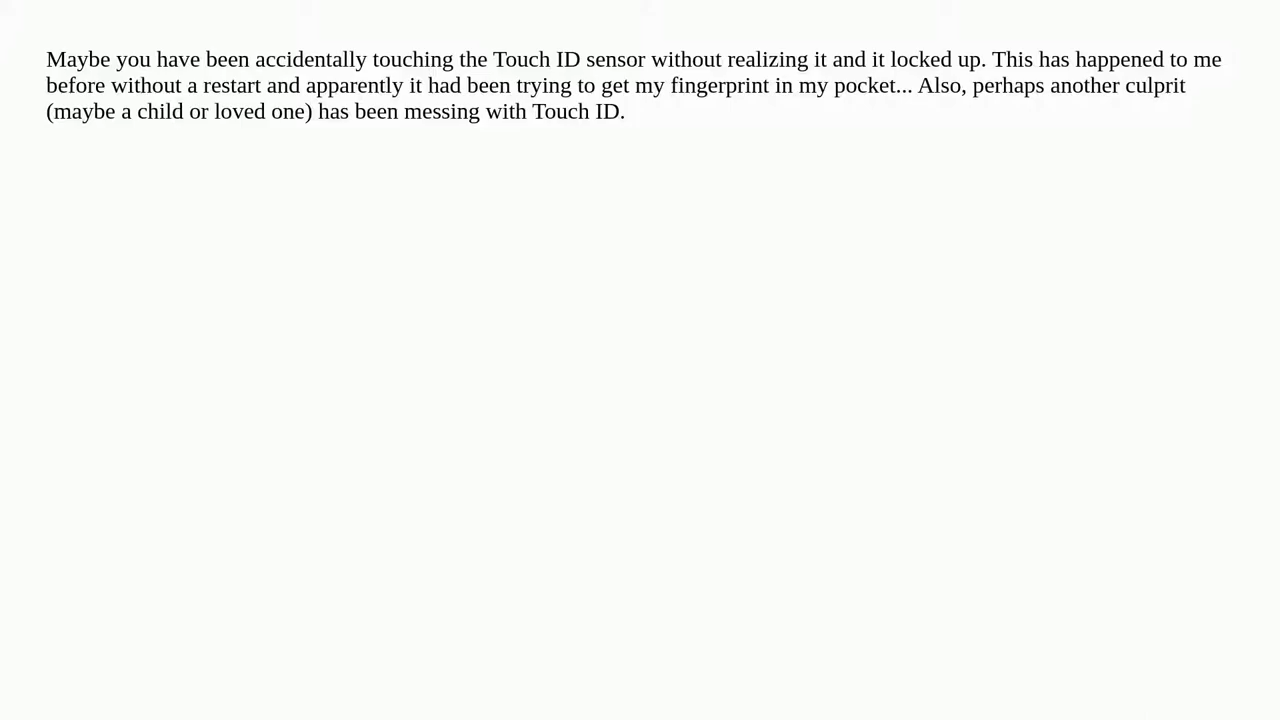 Maybe you have been accidentally touching the Touch ID sensor without realizing it and it locked up. This has happened to me
before without a restart and apparently it had been trying to get my fingerprint in my pocket... Also, perhaps another culprit
(maybe a child or loved one) has been messing with Touch ID.